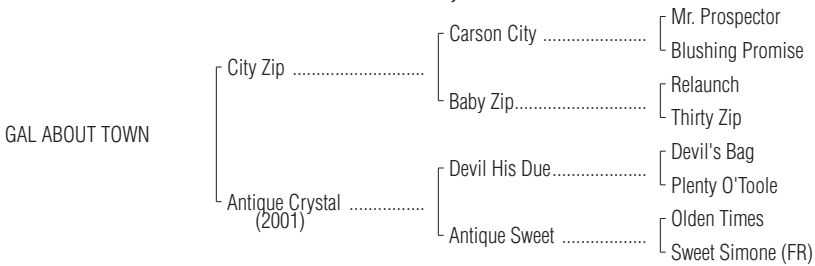 Mr. Prospector
Carson City ......................
Blushing Promise
City Zip ............................
Relaunch
Baby Zip............................
Thirty Zip
GAL ABOUT TOWN
Devil's Bag
Devil His Due....................
Plenty O'Toole
Antique Crystal ................
(2001)
Olden Times
Antique Sweet ..................
Sweet Simone (FR)